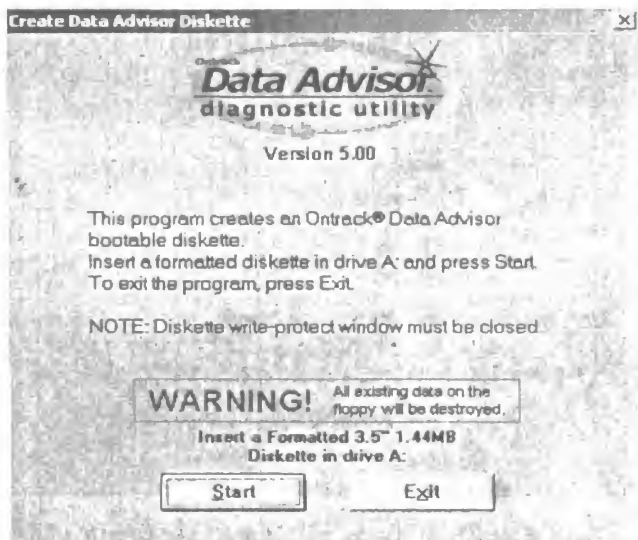 Create Data Advisor Diskette
Ontrack
Data Advisor
diagnostic utility
Version 5.00
This program creates an Ontrack® Data Advisor
bootable diskette.
Insert a formatted diskette in drive A: and press Start.
To exit the program, press Exit.
NOTE: Diskette write-protect window must be closed
WARNING!
All existing data on the
floppy will be destroyed.
Insert a Formatted 3.5" 1.44MB
Diskette in drive A:
Start
Exit